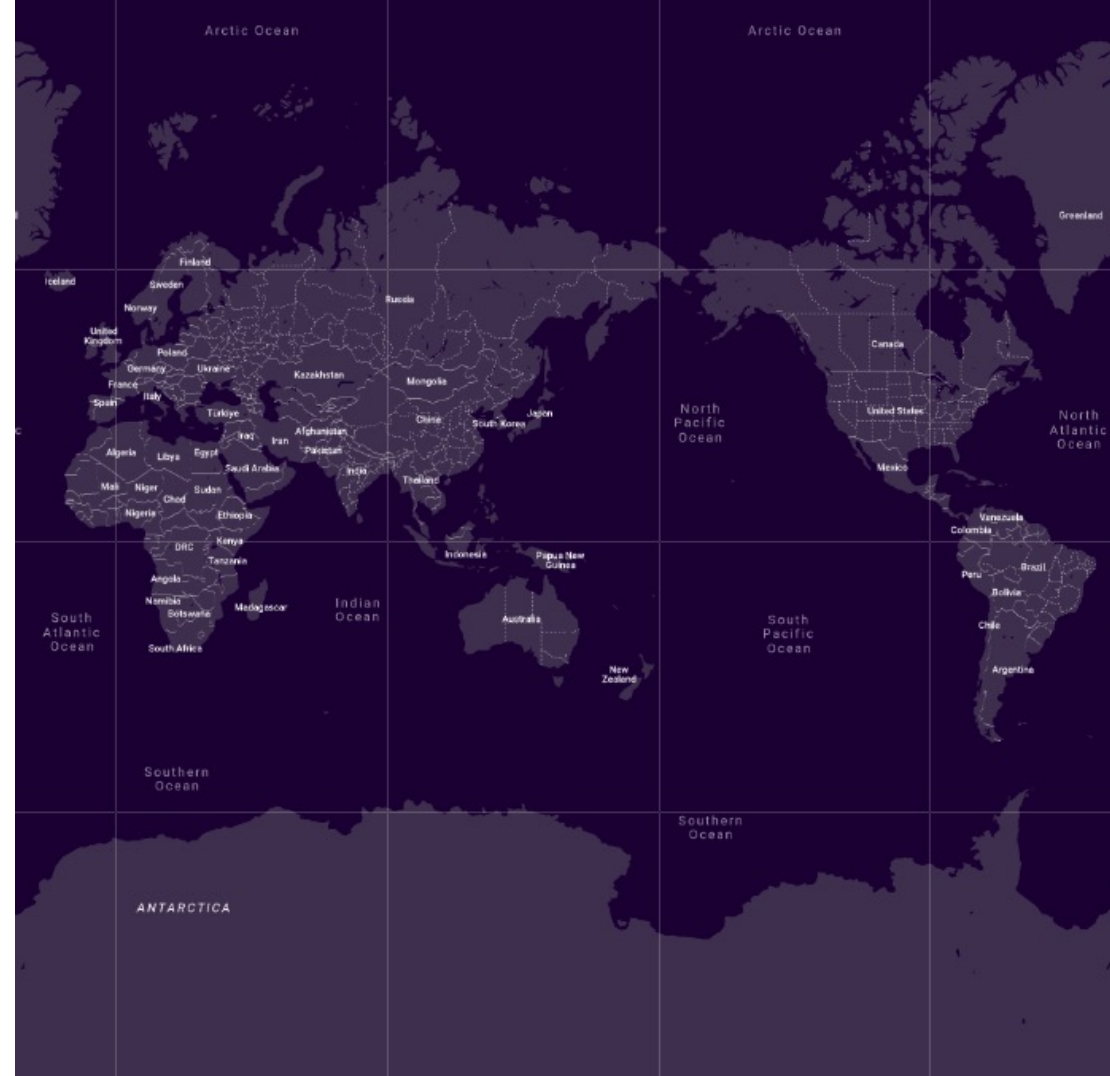 Arctic Ocean
Arctic Ocean
Greenland
Finland
Iceland
Sweden
Russia
Norway
United
Kingdom
Canada
Poland
Germany
Ukraine
Kazakhstan
Mongolia
France
Italy
Spain
Türkiye
United States
Japan
China
South Korea
North
Pacific
Ocean
North
Atlantic
Ocean
Iraq
Iran
Afghanistan
Pakistan
Algeria
Libya
Egypt
Saudi Arabia
India
Mexico
Thailand
Mali
Niger
Chad
Sudan
Nigeria
Ethiopia
Venezuela
Colombia
Kenya
DRC
Indonesia
Papua New
Guinea
Tanzania
Brazil
Peru
Angola
Bolivia
Namibia
Botswana
Madagascar
Indian
Ocean
South
Atlantic
Ocean
Australia
South
Pacific
Ocean
Chile
South Africa
New
Zealand
Argentina
Southern
Ocean
Southern
Ocean
ANTARCTICA